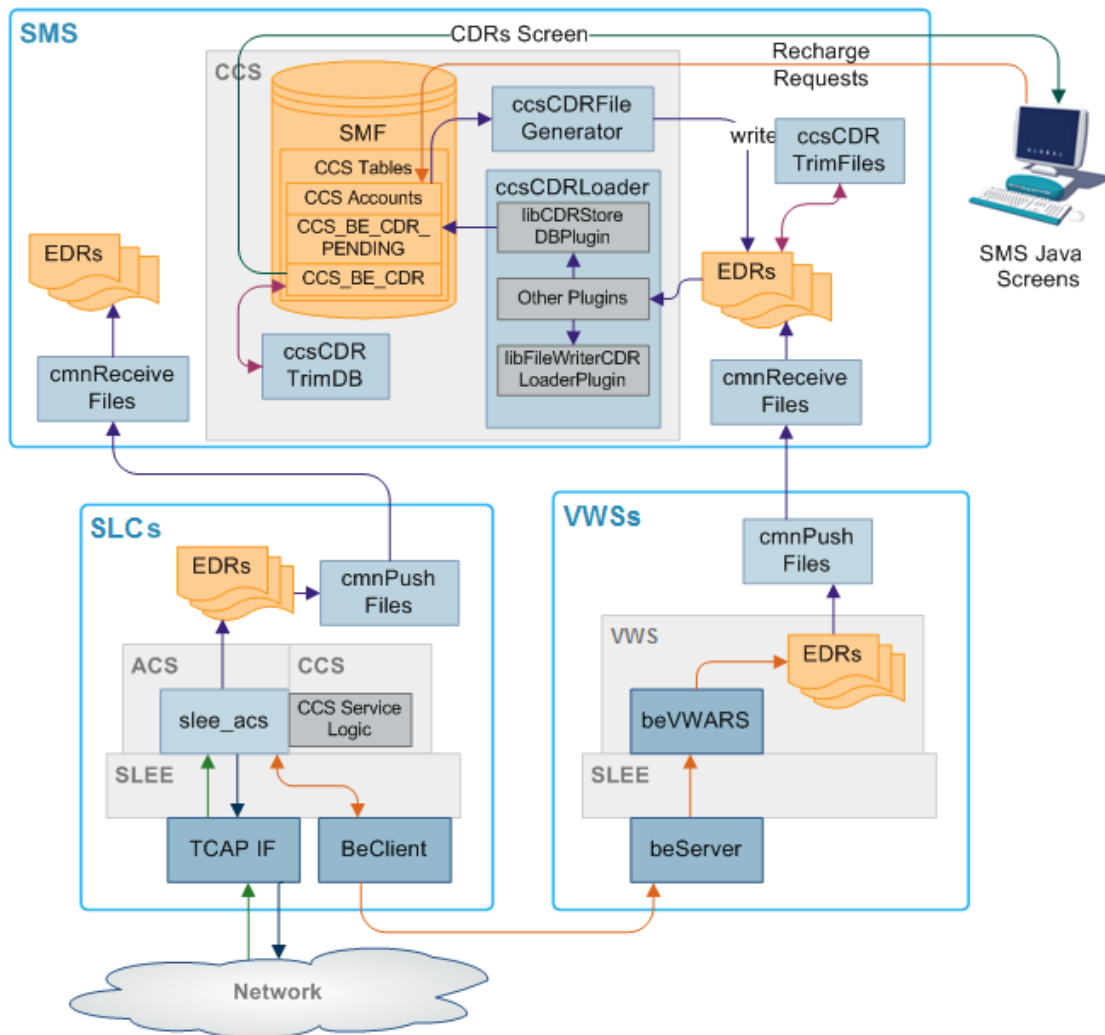 SMS
CDRs Screen
Recharge
Requests
CCS
SMF
CCS Tables
CCS Accounts
CCS_BE_CDR_
PENDING
CCS_BE_CDR
ccsCDRFile
Generator
write
ccsCDR
TrimFiles
ccsCDRLoader
libCDRStore
DBPlugin
Other Plugins
libFileWriterCDR
LoaderPlugin
EDRs
EDRs
GLOBAL
SMS Java
Screens
ccsCDR
TrimDB
cmnReceive
Files
cmnReceive
Files
SLCs
EDRs
cmnPush
Files
ACS
CCS
slee_acs
CCS Service
Logic
SLEE
TCAP IF
BeClient
VWSs
cmnPush
Files
VWS
EDRs
beVWARS
SLEE
beServer
Network